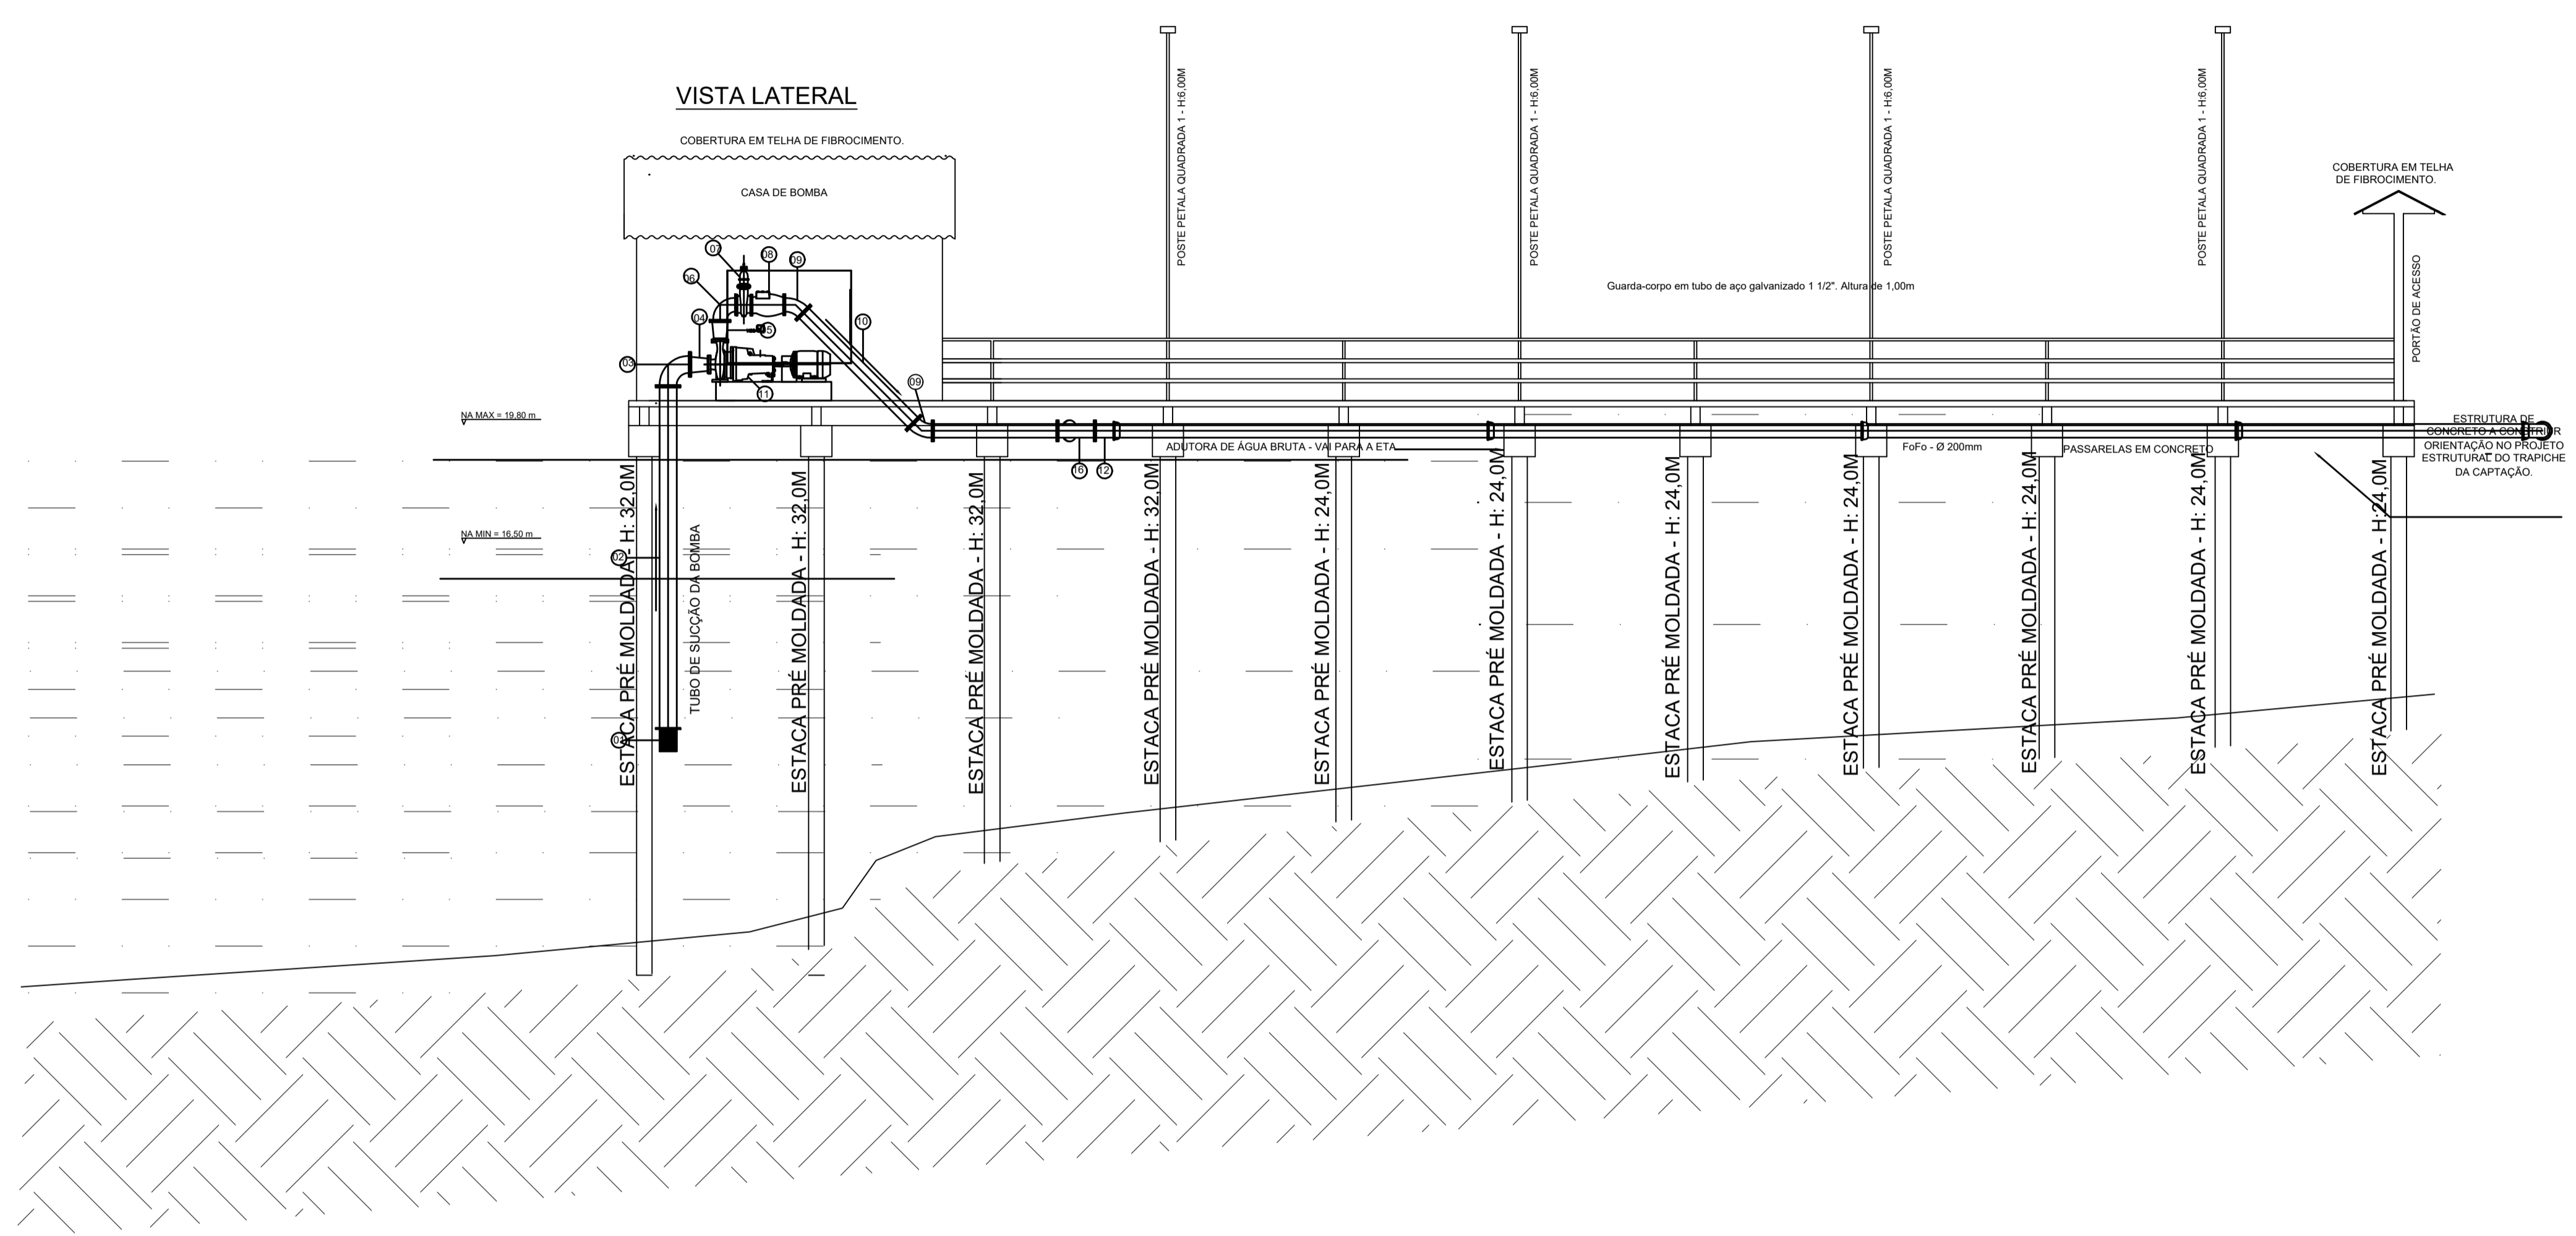 VISTA LATERAL
COBERTURA EM TELHA DE FIBROCIMENTO.
CASA DE BOMBA
POSTE PETALA QUADRADA 1 - H:6,00M
POSTE PETALA QUADRADA 1 - H:6,00M
POSTE PETALA QUADRADA 1 - H:6,00M
POSTE PETALA QUADRADA 1 - H:6,00M
COBERTURA EM TELHA
DE FIBROCIMENTO.
PORTÃO DE ACESSO
Guarda-corpo em tubo de aço galvanizado 1 1/2". Altura de 1,00m
07
08
09
06
04
05
10
03
11
09
NA MAX = 19,80 m
NA MIN = 16,50 m
ADUTORA DE ÁGUA BRUTA - VAI PARA A ETA
FoFo - Ø 200mm
PASSARELAS EM CONCRETO
ESTRUTURA DE
CONCRETO A CONSTRIUR
ORIENTAÇÃO NO PROJETO
ESTRUTURAL DO TRAPICHE
DA CAPTAÇÃO.
16
12
02
01
TUBO DE SUCÇÃO DA BOMBA
ESTACA PRÉ MOLDADA - H: 32,0M
ESTACA PRÉ MOLDADA - H: 32,0M
ESTACA PRÉ MOLDADA - H: 32,0M
ESTACA PRÉ MOLDADA - H: 32,0M
ESTACA PRÉ MOLDADA - H: 24,0M
ESTACA PRÉ MOLDADA - H: 24,0M
ESTACA PRÉ MOLDADA - H: 24,0M
ESTACA PRÉ MOLDADA - H: 24,0M
ESTACA PRÉ MOLDADA - H: 24,0M
ESTACA PRÉ MOLDADA - H: 24,0M
ESTACA PRÉ MOLDADA - H:24,0M